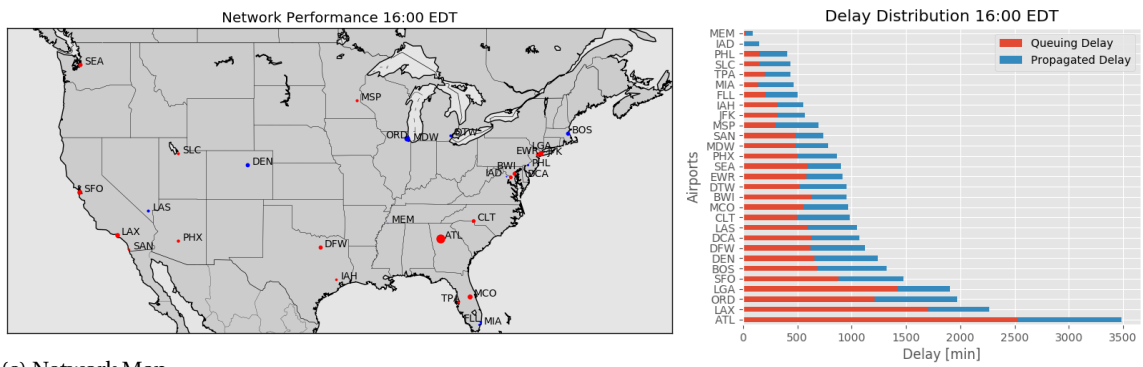 Network Performance 16:00 EDT
SEA
MSP
ORD
MDW
DTW
BOS
SLC
DEN
LGA
EWR
JFK
PHL
BWI
IAD
DCA
SFO
LAS
LAX
SAN
PHX
MEM
CLT
ATL
DFW
IAH
TPA
MCO
FLL
MIA
Delay Distribution 16:00 EDT
Queuing Delay
Propagated Delay
Airports
MEM
IAD
PHL
SLC
TPA
MIA
FLL
IAH
JFK
MSP
SAN
MDW
PHX
SEA
EWR
DTW
BWI
MCO
CLT
LAS
DCA
DFW
DEN
BOS
SFO
LGA
ORD
LAX
ATL
0 500 1000 1500 2000 2500 3000 3500
Delay [min]